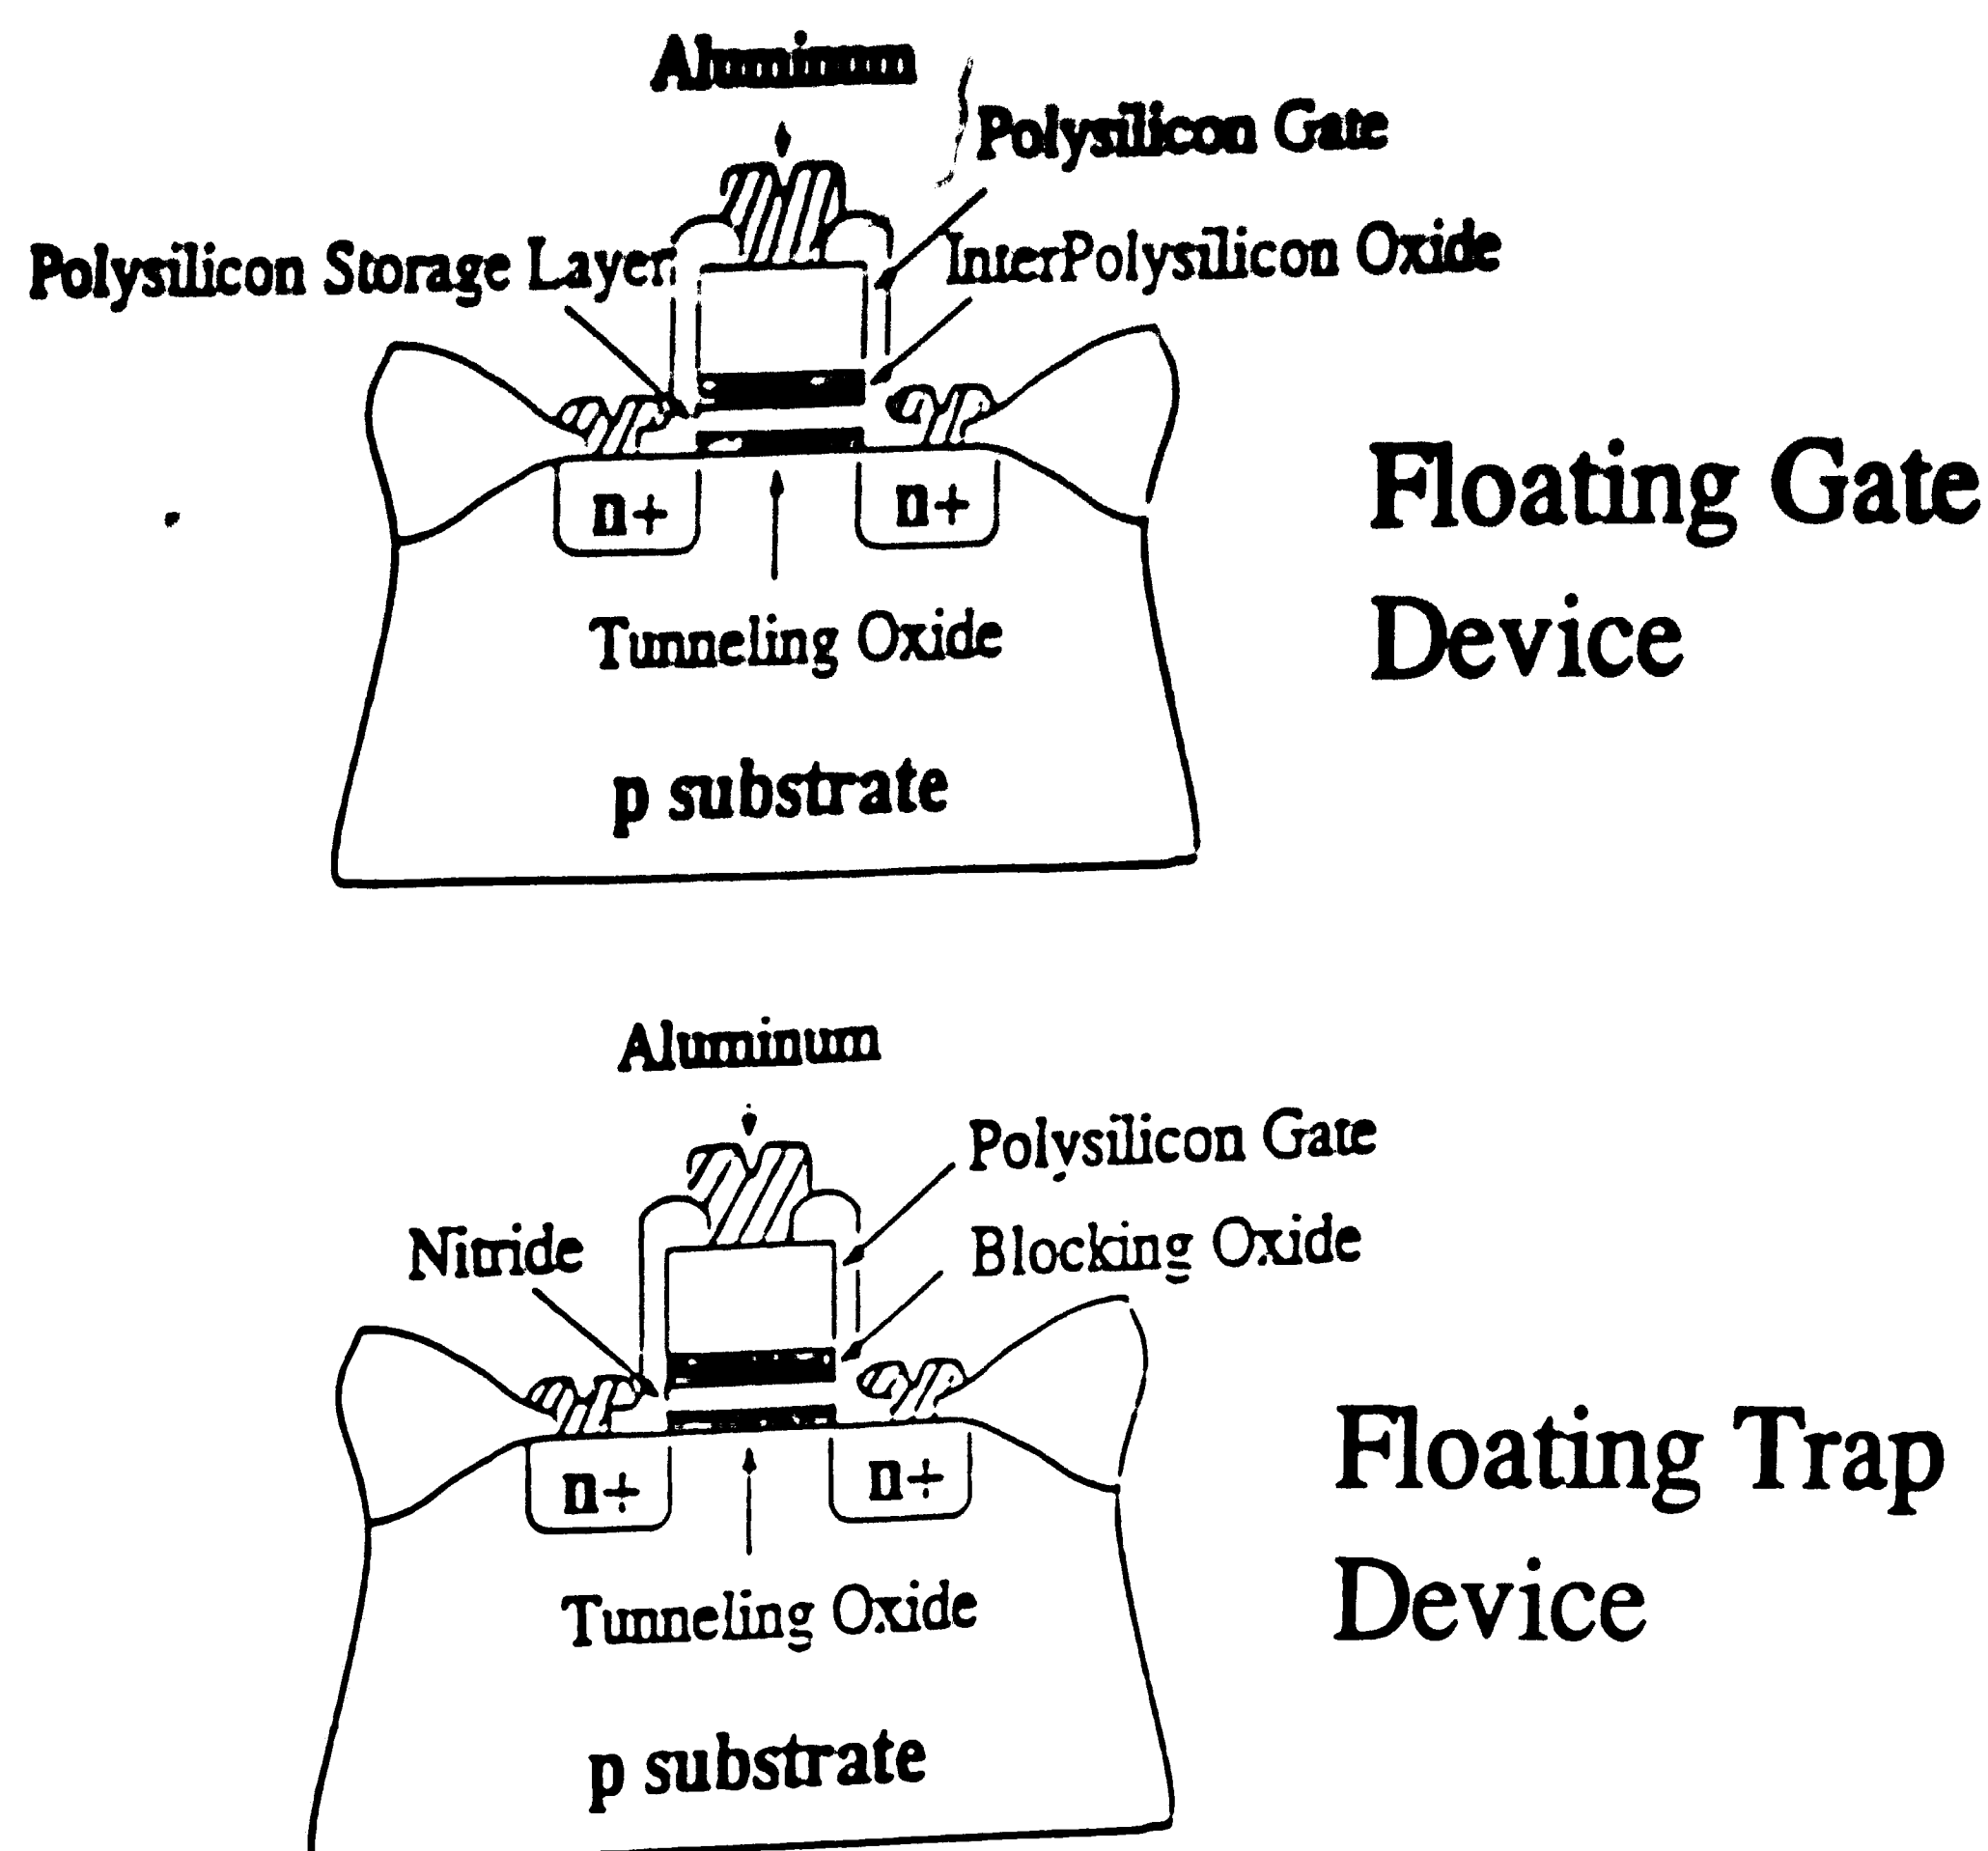 Aluminum
Polysilicon Gate
Polysilicon Storage Layer
InterPolysilicon Oxide
n+
n+
Floating Gate
Device
Tunneling Oxide
p substrate
Aluminum
Polysilicon Gate
Nitride
Blocking Oxide
n+
n+
Floating Trap
Device
Tunneling Oxide
p substrate